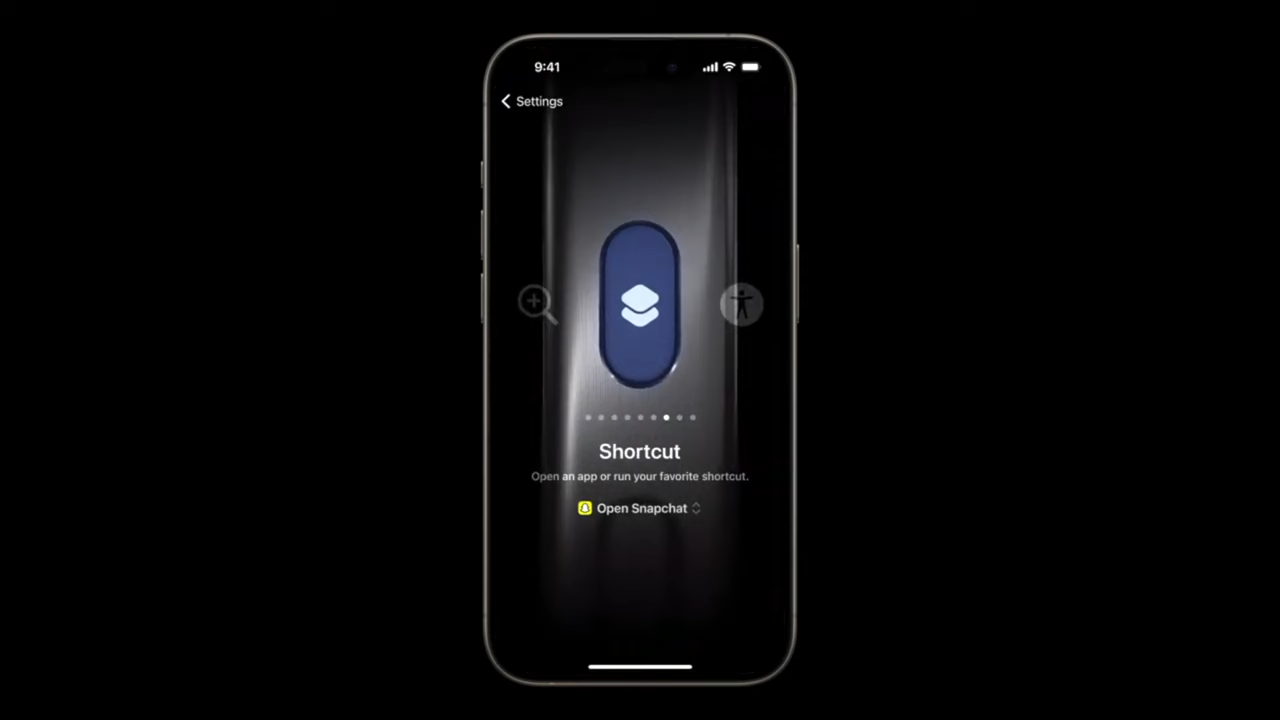 9:41
Settings
Shortcut
Open an app or run your favorite shortcut.
Open Snapchat